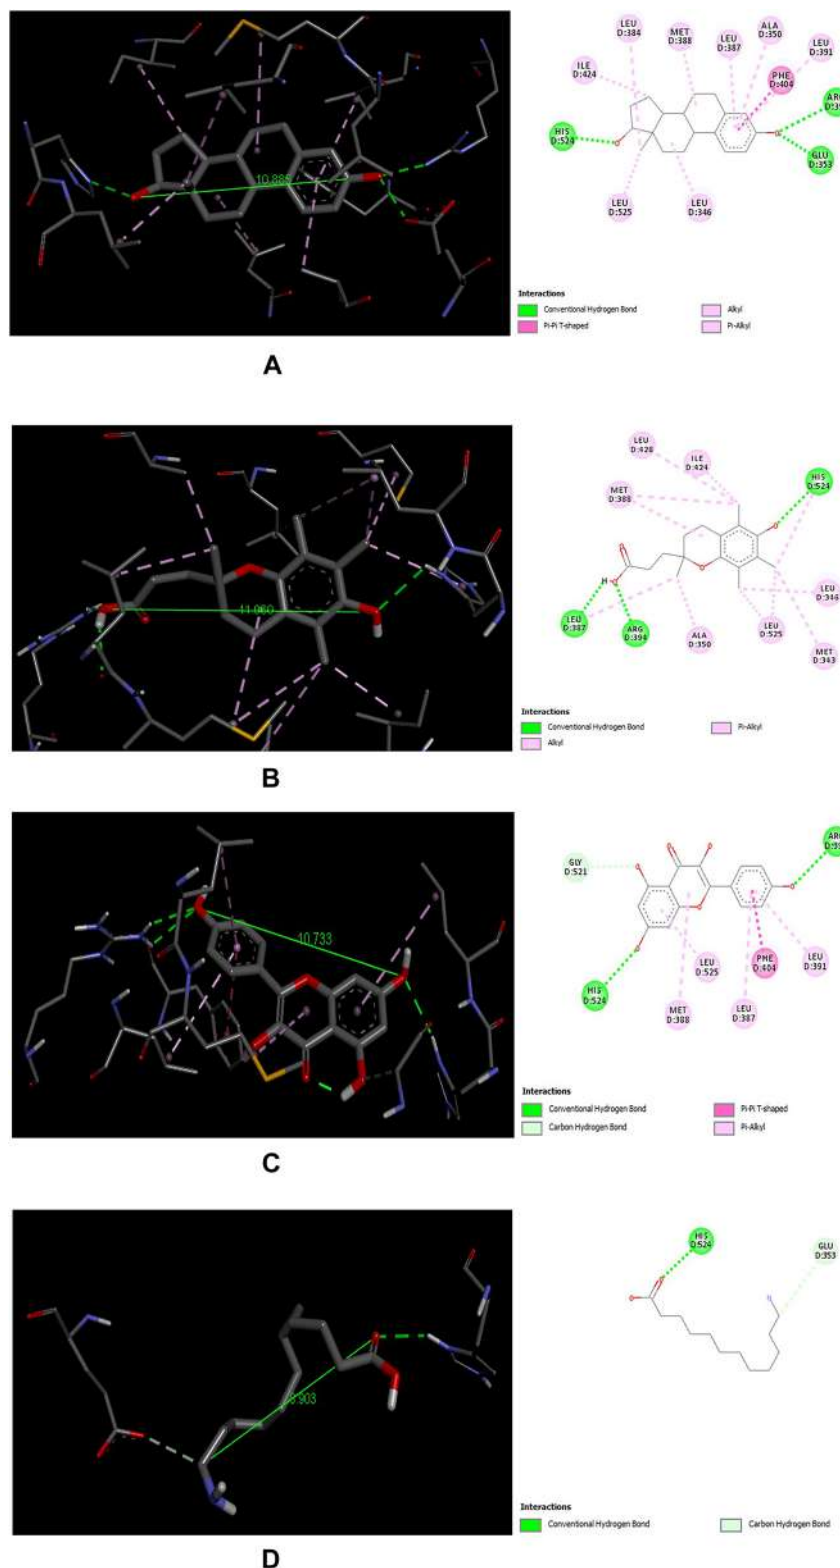 LEU
D:384
MET
D:388
LEU
D:387
ALA
D:350
LEU
D:391
ILE
D:424
PHE
D:404
HIS
D:524
GLU
D:353
LEU
D:525
LEU
D:346
Interactions
Conventional Hydrogen Bond
Pi-Pi T-shaped
Alkyl
Pi-Alkyl
A
LEU
D:428
ILE
D:424
MET
D:388
HIS
D:524
H
LEU
D:346
LEU
D:387
ARG
D:394
ALA
D:350
LEU
D:525
MET
D:343
11.060
Interactions
Conventional Hydrogen Bond
Alkyl
Pi-Alkyl
B
10.733
GLY
D:521
LEU
D:525
PHE
D:404
LEU
D:391
HIS
D:524
MET
D:388
LEU
D:387
Interactions
Conventional Hydrogen Bond
Carbon Hydrogen Bond
Pi-Pi T-shaped
Pi-Alkyl
C
HIS
D:524
GLU
D:353
Interactions
Conventional Hydrogen Bond
Carbon Hydrogen Bond
D